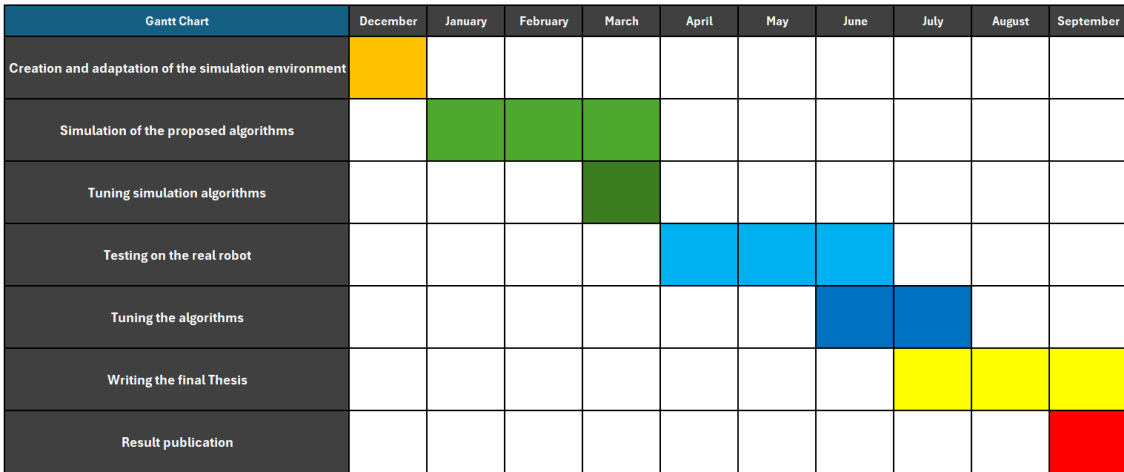 Gantt Chart December January February March April May June July August September
Creation and adaptation of the simulation environment
Simulation of the proposed algorithms
Tuning simulation algorithms
Testing on the real robot
Tuning the algorithms
Writing the final Thesis
Result publication